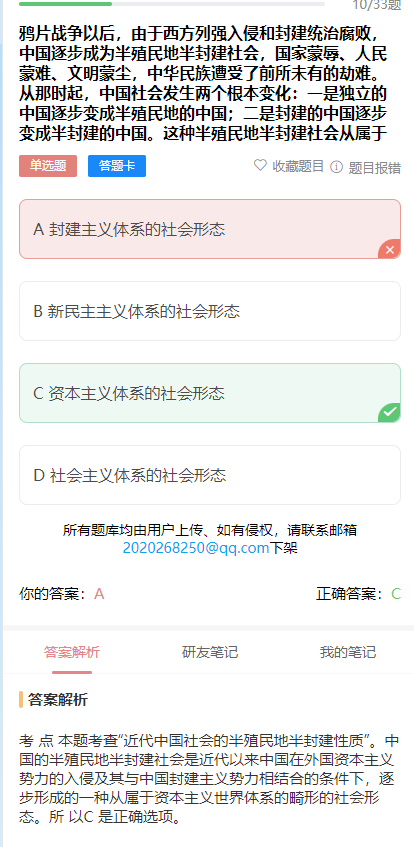 10/33题
鸦片战争以后，由于西方列强入侵和封建统治腐败，
中国逐步成为半殖民地半封建社会，国家蒙辱、人民
蒙难、文明蒙尘，中华民族遭受了前所未有的劫难。
从那时起，中国社会发生两个根本变化：一是独立的
中国逐步变成半殖民地的中国；二是封建的中国逐步
变成半封建的中国。这种半殖民地半封建社会从属于
单选题 答题卡 收藏题目 题目报错
A 封建主义体系的社会形态
B 新民主主义体系的社会形态
C 资本主义体系的社会形态
D 社会主义体系的社会形态
所有题库均由用户上传、如有侵权，请联系邮箱
2020268250@qq.com下架
你的答案：A 正确答案：C
答案解析 研友笔记 我的笔记
答案解析
考 点 本题考查“近代中国社会的半殖民地半封建性质”。中
国的半殖民地半封建社会是近代以来中国在外国资本主义
势力的入侵及其与中国封建主义势力相结合的条件下，逐
步形成的一种从属于资本主义世界体系的畸形的社会形
态。所 以C 是正确选项。